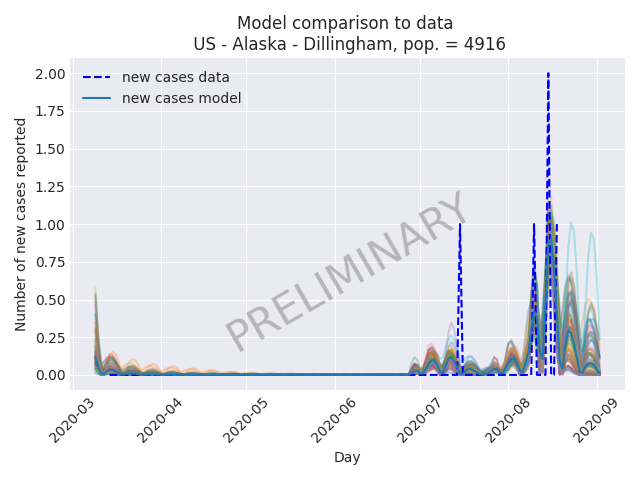 Model comparison to data
US - Alaska - Dillingham, pop. = 4916
new cases data
new cases model
Number of new cases reported
2.00
1.75
1.50
1.25
1.00
0.75
0.50
0.25
0.00
PRELIMINARY
2020-03
2020-04
2020-05
2020-06
2020-07
2020-08
2020-09
Day